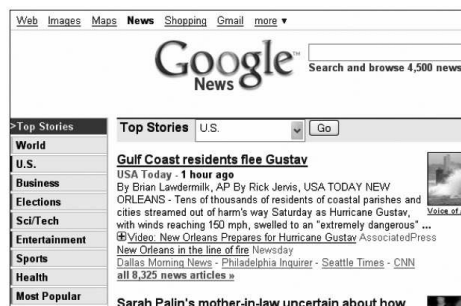 Web Images Maps News Shopping Gmail more ▼
Google™
News
Search and browse 4,500 news
>Top Stories
World
U.S.
Business
Elections
Sci/Tech
Entertainment
Sports
Health
Most Popular
Top Stories U.S. Go
Gulf Coast residents flee Gustav
USA Today - 1 hour ago
By Brian Lawdermilk, AP By Rick Jervis, USA TODAY NEW
ORLEANS - Tens of thousands of residents of coastal parishes and
cities streamed out of harm's way Saturday as Hurricane Gustav,
with winds reaching 150 mph, swelled to an "extremely dangerous" ...
Video: New Orleans Prepares for Hurricane Gustav AssociatedPress
New Orleans in the line of fire Newsday
Dallas Morning News - Philadelphia Inquirer - Seattle Times - CNN
all 8,325 news articles »
Voice of
Sarah Palin's mother-in-law uncertain about how